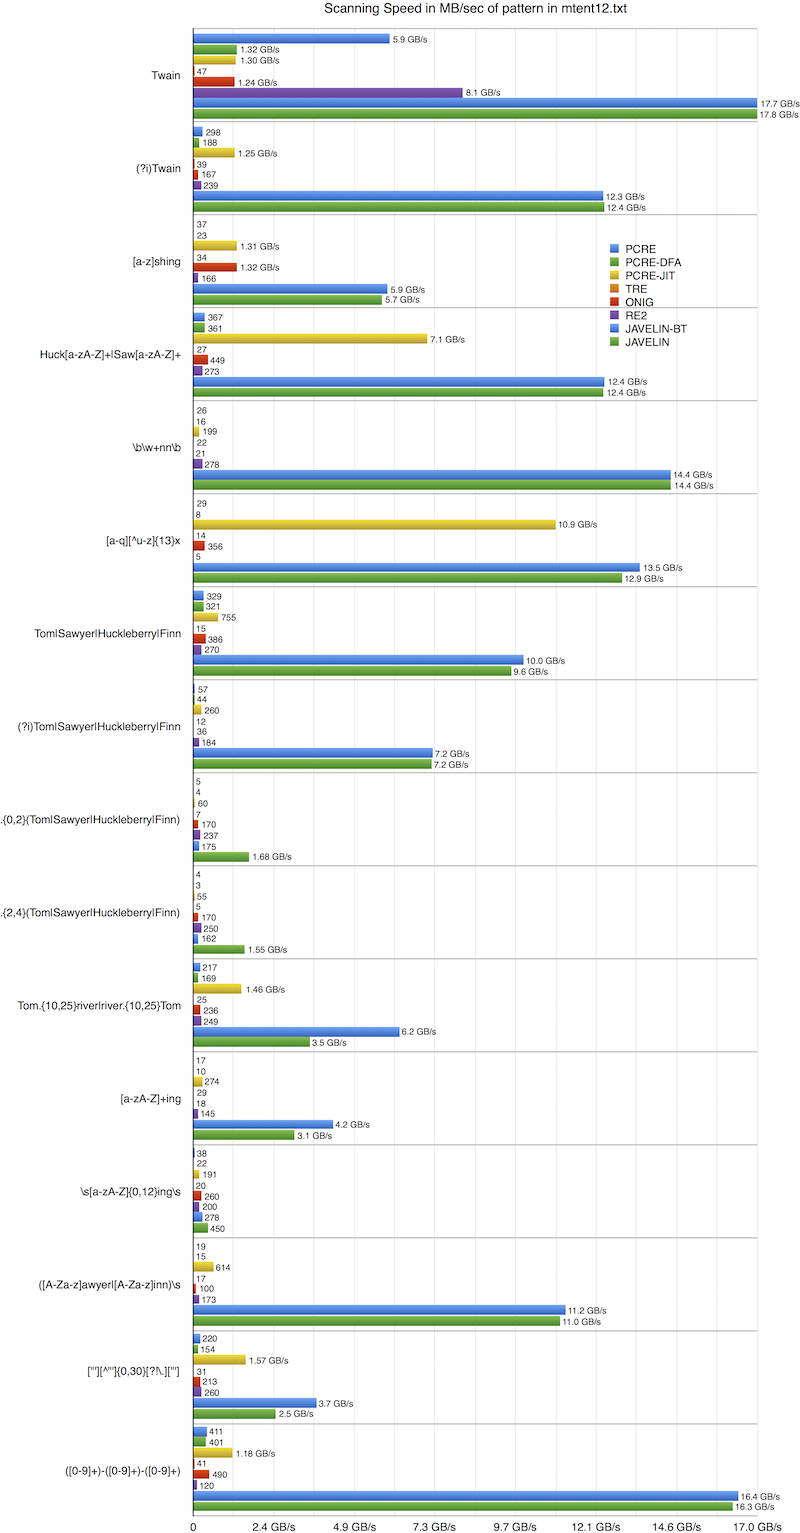 Scanning Speed in MB/sec of pattern in mtent12.txt
Twain
5.9 GB/s
1.32 GB/s
1.30 GB/s
47
1.24 GB/s
8.1 GB/s
17.7 GB/s
17.8 GB/s
(?i)Twain
298
188
1.25 GB/s
39
167
239
12.3 GB/s
12.4 GB/s
[a-z]shing
37
23
1.31 GB/s
34
1.32 GB/s
166
5.9 GB/s
5.7 GB/s
PCRE
PCRE-DFA
PCRE-JIT
TRE
ONIG
RE2
JAVELIN-BT
JAVELIN
Huck[a-zA-Z]+|Saw[a-zA-Z]+
367
361
7.1 GB/s
27
449
273
12.4 GB/s
12.4 GB/s
\b\w+nn\b
26
16
199
22
21
278
14.4 GB/s
14.4 GB/s
[a-q][^u-z]{13}x
29
8
10.9 GB/s
14
356
5
13.5 GB/s
12.9 GB/s
Tom|Sawyer|Huckleberry|Finn
329
321
755
15
386
270
10.0 GB/s
9.6 GB/s
(?i)Tom|Sawyer|Huckleberry|Finn
57
44
260
12
36
184
7.2 GB/s
7.2 GB/s
.{0,2}(Tom|Sawyer|Huckleberry|Finn)
5
4
60
7
170
237
175
1.68 GB/s
.{2,4}(Tom|Sawyer|Huckleberry|Finn)
4
3
55
5
170
250
162
1.55 GB/s
Tom.{10,25}river|river.{10,25}Tom
217
169
1.46 GB/s
25
236
249
6.2 GB/s
3.5 GB/s
[a-zA-Z]+ing
17
10
274
29
18
145
4.2 GB/s
3.1 GB/s
\s[a-zA-Z]{0,12}ing\s
38
22
191
20
260
200
278
450
([A-Za-z]awyer|[A-Za-z]inn)\s
19
15
614
17
100
173
11.2 GB/s
11.0 GB/s
["'][^"']{0,30}[?!\.]["']
220
154
1.57 GB/s
31
213
260
3.7 GB/s
2.5 GB/s
([0-9]+)-([0-9]+)-([0-9]+)
411
401
1.18 GB/s
41
490
120
16.4 GB/s
16.3 GB/s
0 2.4 GB/s 4.9 GB/s 7.3 GB/s 9.7 GB/s 12.1 GB/s 14.6 GB/s 17.0 GB/s